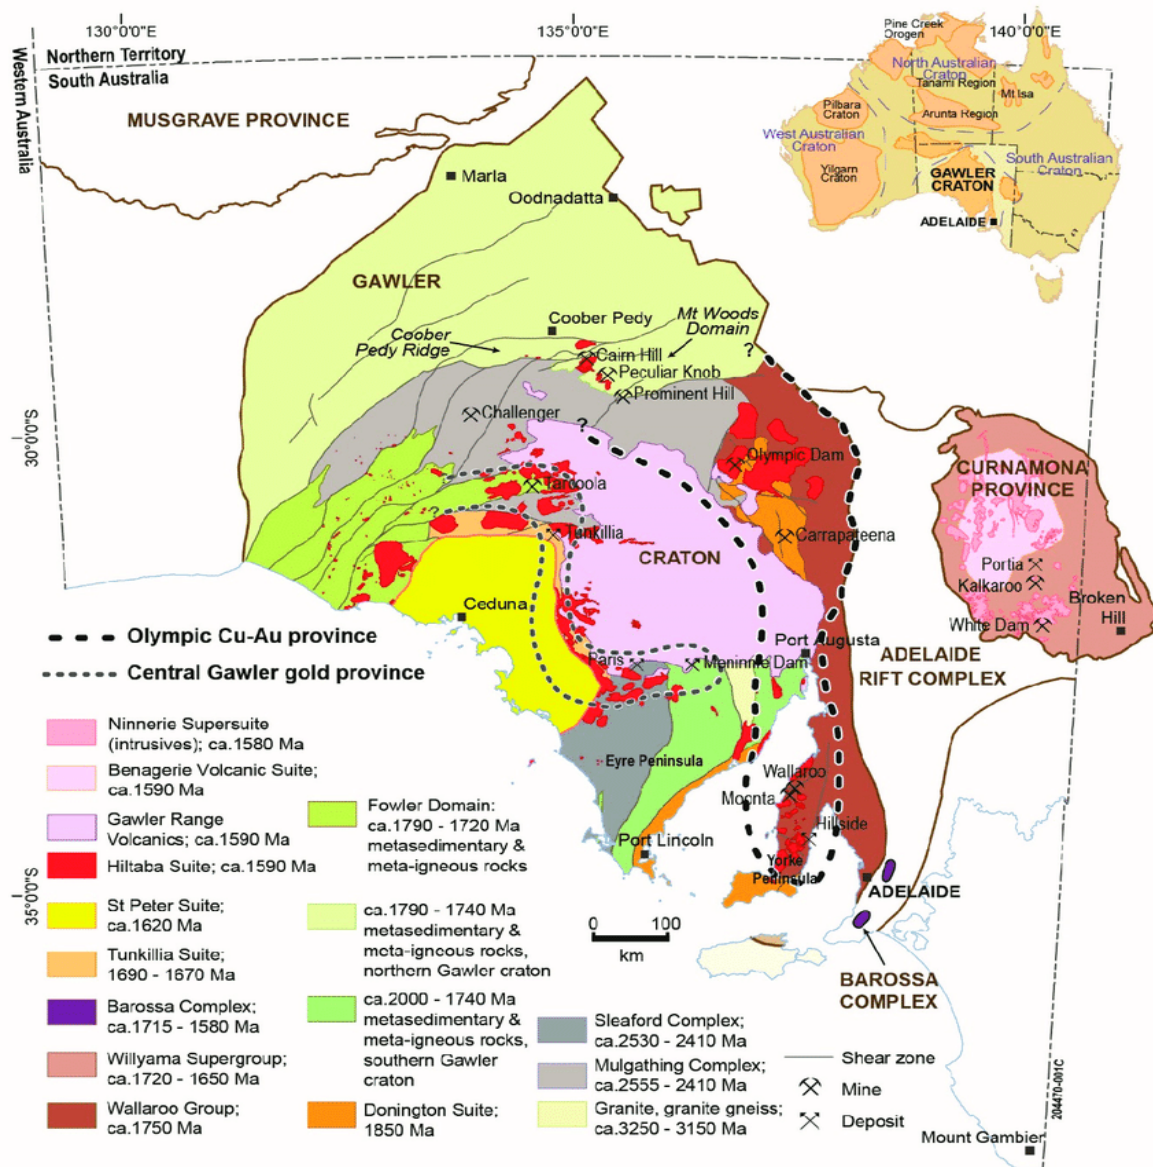 130°0'0"E
135°0'0"E
140°0'0"E
Western Australia
Northern Territory
South Australia
Pine Creek
Orogen
North Australian
Craton
Tanami Region
Mt Isa
Pilbara
Craton
Arunta Region
West Australian
Craton
Yilgarn
Craton
South Australian
Craton
GAWLER
CRATON
ADELAIDE
MUSGRAVE PROVINCE
Marla
Oodnadatta
GAWLER
Coober Pedy
Mt Woods
Domain
Coober
Pedy Ridge
?
Cairn Hill
Peculiar Knob
Prominent Hill
Challenger
?
30°0'0"S
Olympic Dam
CURNAMONA
PROVINCE
Tarcoola
?
Tunkillia
Carrapateena
CRATON
Portia
Kalkaroo
Broken
Hill
White Dam
Ceduna
Port Augusta
ADELAIDE
RIFT COMPLEX
Paris
Meninnie Dam
Olympic Cu-Au province
Central Gawler gold province
Eyre Peninsula
Wallaroo
Moonta
Hillside
Port Lincoln
Yorke
Peninsula
ADELAIDE
35°0'0"S
0 100
km
BAROSSA
COMPLEX
Mount Gambier
204470-001C
Ninnerie Supersuite
(intrusives); ca.1580 Ma
Benagerie Volcanic Suite;
ca.1590 Ma
Gawler Range
Volcanics; ca.1590 Ma
Hiltaba Suite; ca.1590 Ma
St Peter Suite;
ca.1620 Ma
Tunkillia Suite;
1690 - 1670 Ma
Barossa Complex;
ca.1715 - 1580 Ma
Willyama Supergroup;
ca.1720 - 1650 Ma
Wallaroo Group;
ca.1750 Ma
Fowler Domain;
ca.1790 - 1720 Ma
metasedimentary &
meta-igneous rocks
ca.1790 - 1740 Ma
metasedimentary &
meta-igneous rocks,
northern Gawler craton
ca.2000 - 1740 Ma
metasedimentary &
meta-igneous rocks,
southern Gawler
craton
Donington Suite;
1850 Ma
Sleaford Complex;
ca.2530 - 2410 Ma
Mulgathing Complex;
ca.2555 - 2410 Ma
Granite, granite gneiss;
ca.3250 - 3150 Ma
Shear zone
Mine
Deposit